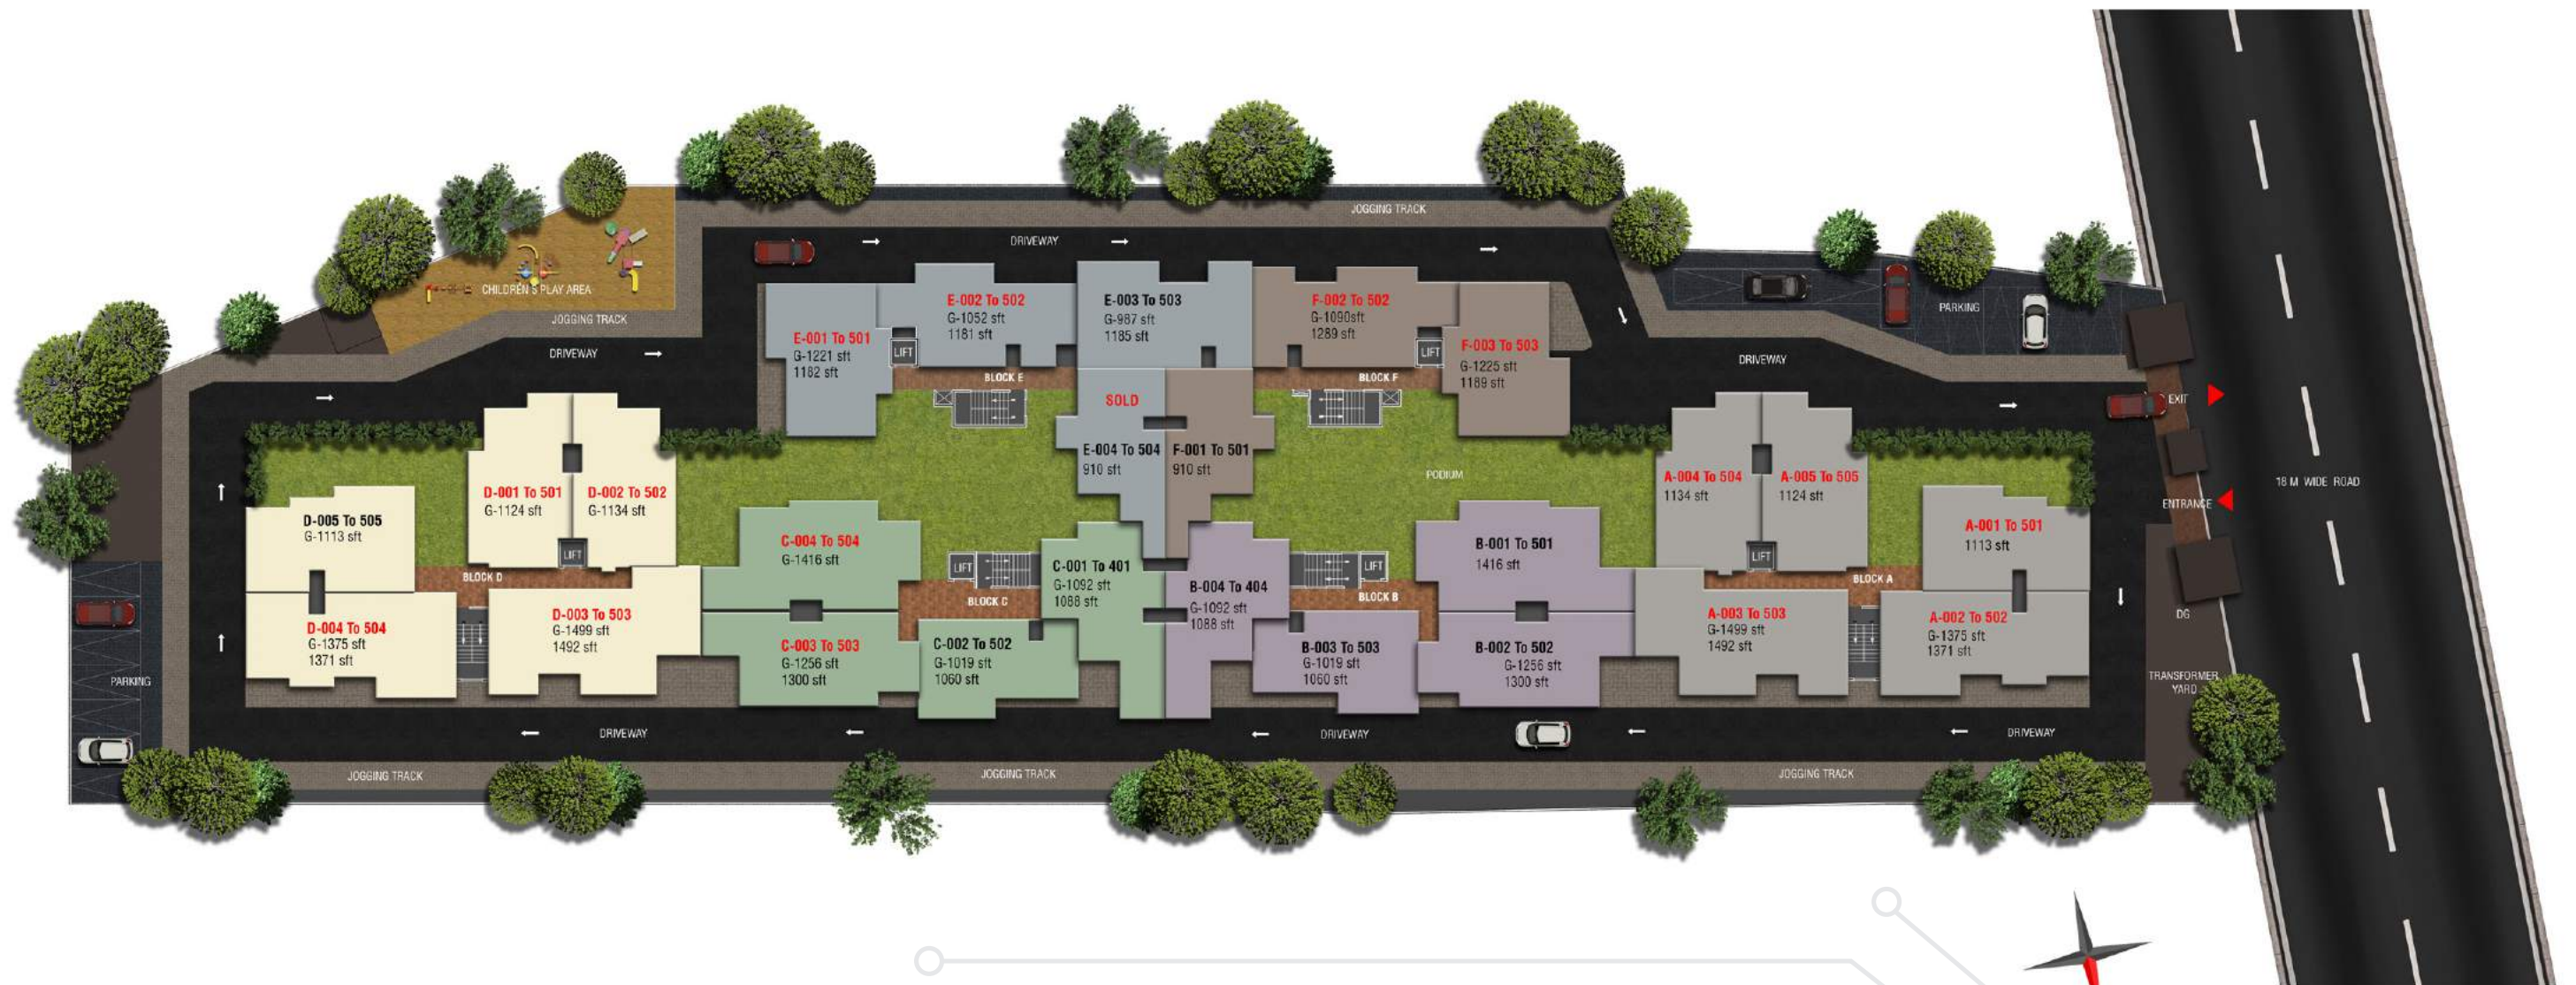 JOGGING TRACK
DRIVEWAY
CHILDREN'S PLAY AREA
JOGGING TRACK
DRIVEWAY
PARKING
DRIVEWAY
EXIT
18 M WIDE ROAD
ENTRANCE
DG
TRANSFORMER
YARD
E-001 To 501
G-1221 sft
1182 sft
LIFT
E-002 To 502
G-1052 sft
1181 sft
BLOCK E
E-003 To 503
G-987 sft
1185 sft
SOLD
E-004 To 504
910 sft
F-001 To 501
910 sft
F-002 To 502
G-1090sft
1289 sft
BLOCK F
LIFT
F-003 To 503
G-1225 sft
1189 sft
PODIUM
D-005 To 505
G-1113 sft
D-001 To 501
G-1124 sft
D-002 To 502
G-1134 sft
LIFT
BLOCK D
D-004 To 504
G-1375 sft
1371 sft
D-003 To 503
G-1499 sft
1492 sft
C-004 To 504
G-1416 sft
C-003 To 503
G-1256 sft
1300 sft
LIFT
BLOCK C
C-002 To 502
G-1019 sft
1060 sft
C-001 To 401
G-1092 sft
1088 sft
B-004 To 404
G-1092 sft
1088 sft
LIFT
BLOCK B
B-003 To 503
G-1019 sft
1060 sft
B-001 To 501
1416 sft
B-002 To 502
G-1256 sft
1300 sft
A-004 To 504
1134 sft
A-005 To 505
1124 sft
LIFT
BLOCK A
A-001 To 501
1113 sft
A-003 To 503
G-1499 sft
1492 sft
A-002 To 502
G-1375 sft
1371 sft
PARKING
DRIVEWAY
DRIVEWAY
DRIVEWAY
JOGGING TRACK
JOGGING TRACK
JOGGING TRACK